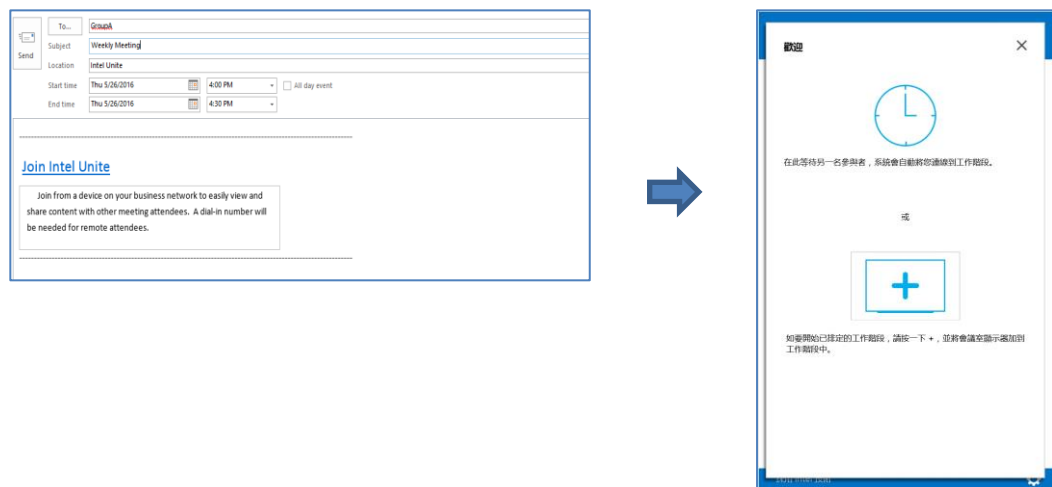 To...
GroupA
Send
Subject
Weekly Meeting
Location
Intel Unite
Start time
Thu 5/26/2016
4:00 PM
All day event
End time
Thu 5/26/2016
4:30 PM
Join Intel Unite
Join from a device on your business network to easily view and
share content with other meeting attendees. A dial-in number will
be needed for remote attendees.
歡迎
在此等待另一名參與者，系統會自動將您連線到工作階段。
或
如要開始已排定的工作階段，請按一下 +，並將會議室顯示器加到
工作階段中。